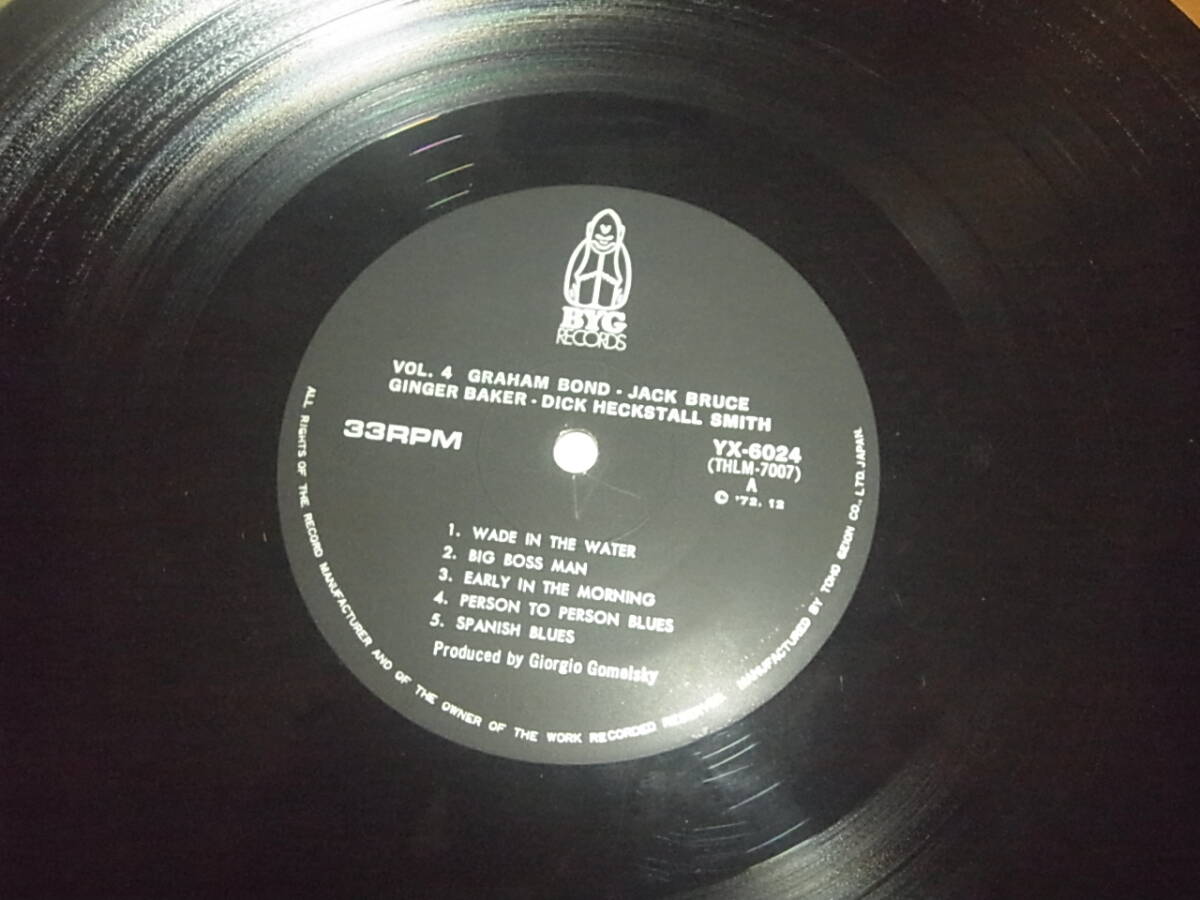 BYG
RECORDS
VOL. 4 GRAHAM BOND - JACK BRUCE
GINGER BAKER - DICK HECKSTALL SMITH
33RPM
YX-6024
(THLM-7007)
A
© '72. 12
1. WADE IN THE WATER
2. BIG BOSS MAN
3. EARLY IN THE MORNING
4. PERSON TO PERSON BLUES
5. SPANISH BLUES
Produced by Giorgio Gomelsky
ALL RIGHTS OF THE RECORD MANUFACTURER AND OF THE OWNER OF THE WORK RECORDED RESERVED MANUFACTURED BY TOHO GEION CO., LTD. JAPAN.